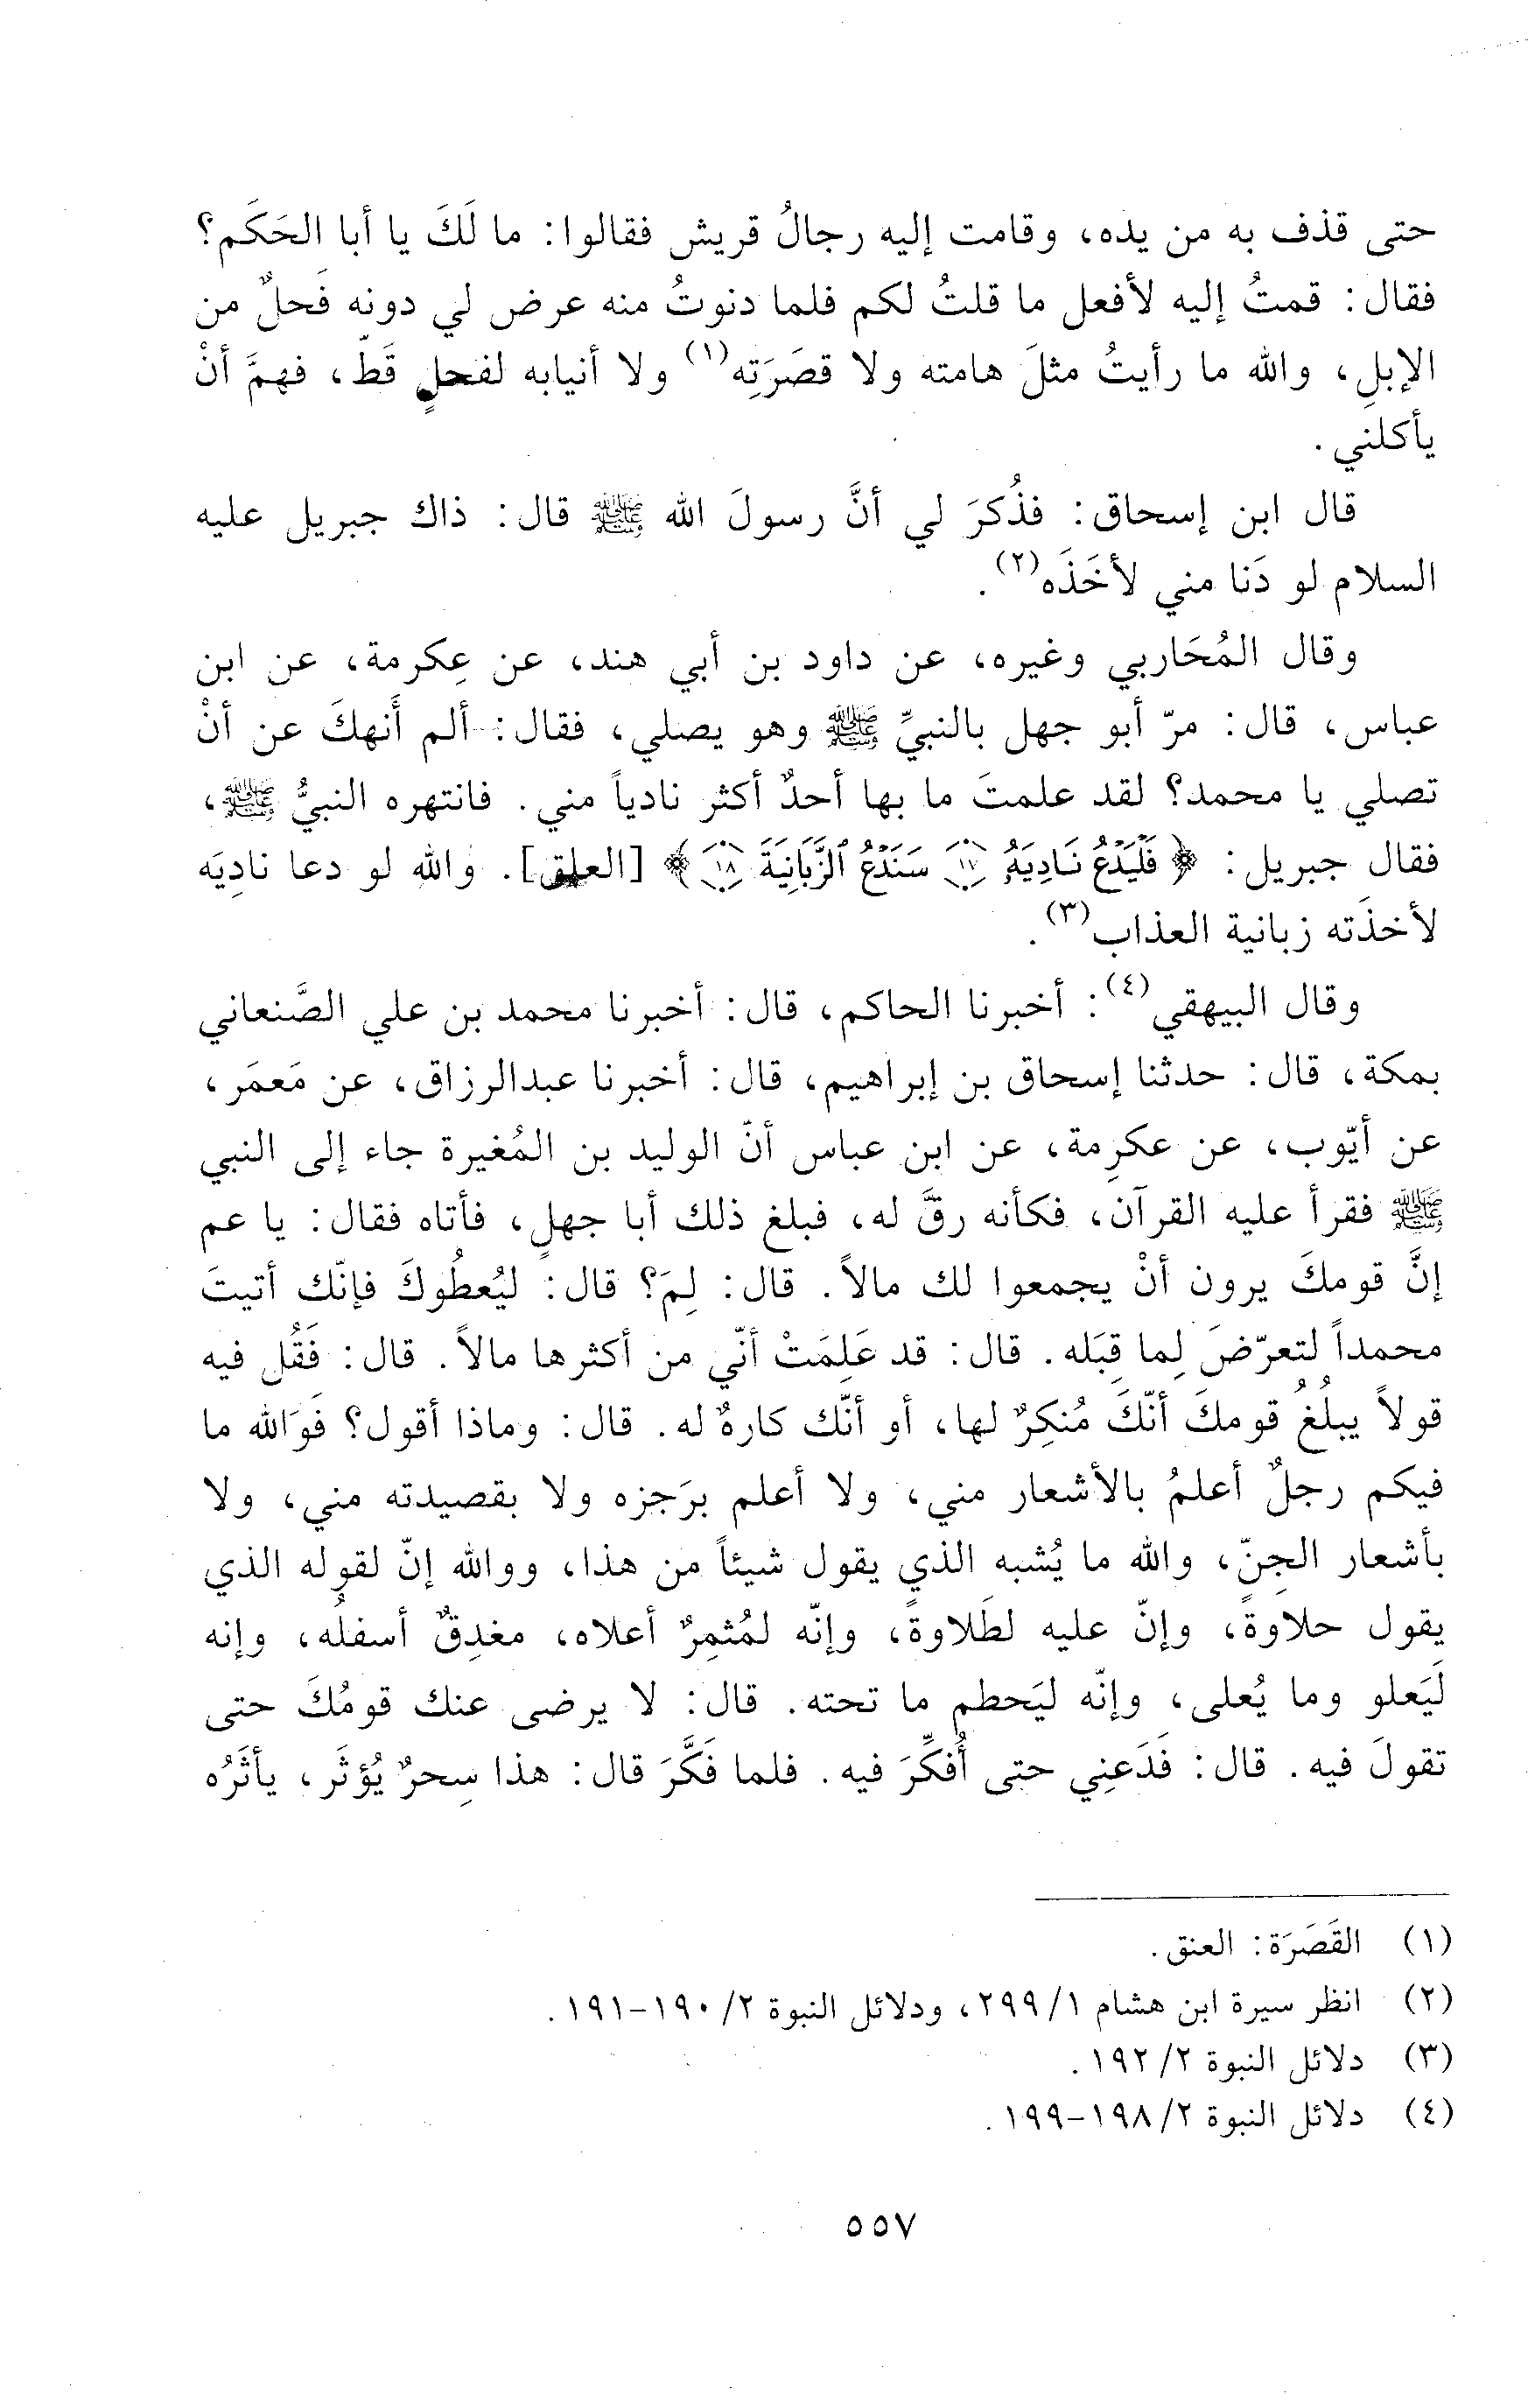 حتى قذف به من يده، وقامت إليه رجالُ قريش فقالوا: ما لَكَ يا أبا الحَكَم؟
فقال: قمتُ إليه لأفعل ما قلتُ لكم فلما دنوتُ منه عرض لي دونه فَحلٌ من
الإبلِ، والله ما رأيتُ مثلَ هامته ولا قصَرَتِه(١) ولا أنيابه لفحلٍ قَطّ، فهمَّ أنْ
يأكلني.
قال ابن إسحاق: فذُكرَ لي أنَّ رسولَ الله ﷺ قال: ذاك جبريل عليه
السلام لو دَنا مني لأخَذَه(٢).
وقال المُحَاربي وغيره، عن داود بن أبي هند، عن عِكرمة، عن ابن
عباس، قال: مرّ أبو جهل بالنبيِّ ﷺ وهو يصلي، فقال: ألم أَنهكَ عن أنْ
تصلي يا محمد؟ لقد علمتَ ما بها أحدٌ أكثر نادياً مني. فانتهره النبيُّ ﷺ،
فقال جبريل: ﴿فَلْيَدْعُ نَادِيَهُۥ ١٧ سَنَدْعُ ٱلزَّبَانِيَةَ ١٨﴾ [العلق]. والله لو دعا نادِيَه
لأخذَته زبانية العذاب(٣).
وقال البيهقي(٤): أخبرنا الحاكم، قال: أخبرنا محمد بن علي الصَّنعاني
بمكة، قال: حدثنا إسحاق بن إبراهيم، قال: أخبرنا عبدالرزاق، عن مَعمَر،
عن أيّوب، عن عكرِمة، عن ابن عباس أنّ الوليد بن المُغيرة جاء إلى النبي
ﷺ فقرأ عليه القرآن، فكأنه رقَّ له، فبلغ ذلك أبا جهلٍ، فأتاه فقال: يا عم
إنَّ قومكَ يرون أنْ يجمعوا لك مالاً. قال: لِمَ؟ قال: ليُعطُوكَ فإنّك أتيتَ
محمداً لتعرّضَ لِما قِبَله. قال: قد عَلِمَتْ أنّي من أكثرها مالاً. قال: فَقُل فيه
قولاً يبلُغُ قومكَ أنّكَ مُنكِرٌ لها، أو أنّك كارهٌ له. قال: وماذا أقول؟ فَوَالله ما
فيكم رجلٌ أعلمُ بالأشعار مني، ولا أعلم برَجزه ولا بقصيدته مني، ولا
بأشعار الجِنّ، والله ما يُشبه الذي يقول شيئاً من هذا، ووالله إنّ لقوله الذي
يقول حلاوةً، وإنّ عليه لطَلاوةً، وإنّه لمُثمِرٌ أعلاه، مغدِقٌ أسفلُه، وإنه
لَيَعلو وما يُعلى، وإنّه ليَحطم ما تحته. قال: لا يرضى عنك قومُكَ حتى
تقولَ فيه. قال: فَدَعنِي حتى أُفكِّرَ فيه. فلما فَكَّرَ قال: هذا سِحرٌ يُؤثَر، يأثَرُه
(١) القَصَرَة: العنق.
(٢) انظر سيرة ابن هشام ١/ ٢٩٩، ودلائل النبوة ٢/ ١٩٠-١٩١.
(٣) دلائل النبوة ٢/ ١٩٢.
(٤) دلائل النبوة ٢/ ١٩٨-١٩٩.
٥٥٧